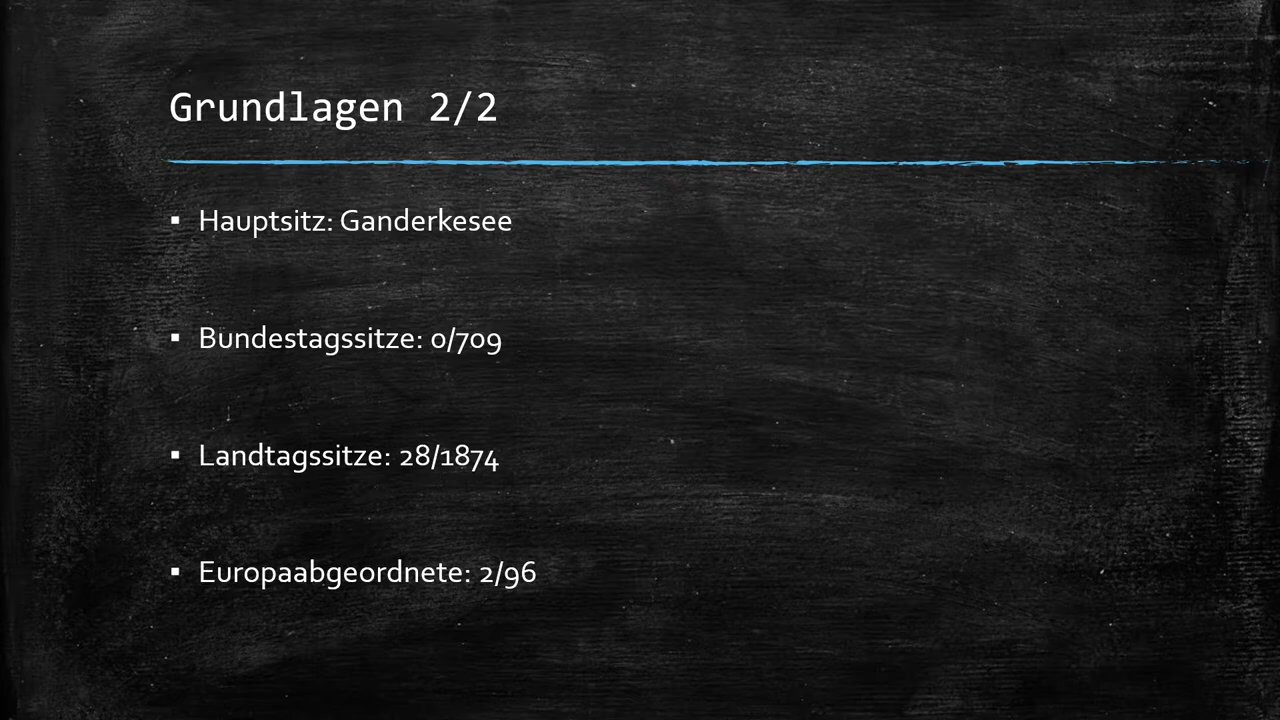 Grundlagen 2/2
▪ Hauptsitz: Ganderkesee
▪ Bundestagssitze: 0/709
▪ Landtagssitze: 28/1874
▪ Europaabgeordnete: 2/96